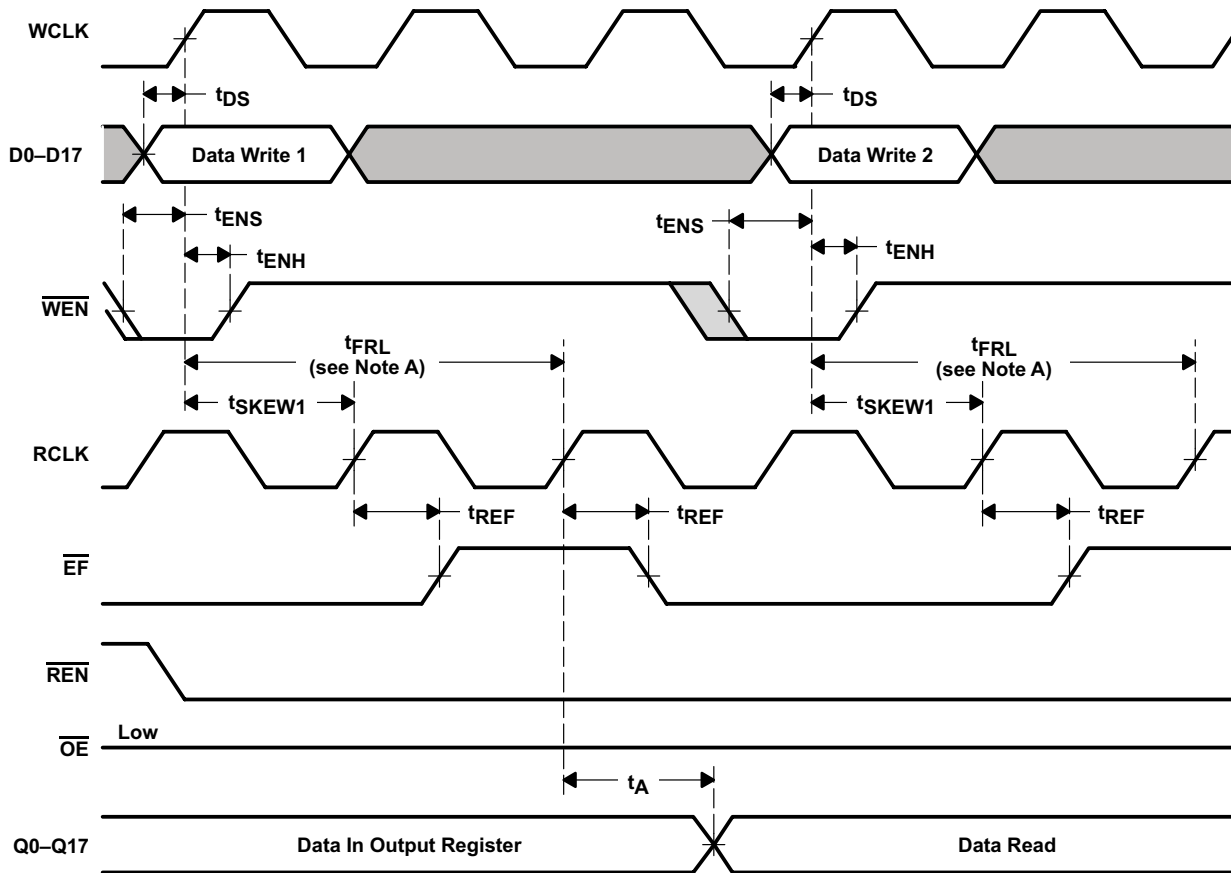 WCLK
tDS
tDS
D0–D17
Data Write 1
Data Write 2
tENS
tENS
tENH
tENH
WEN
tFRL
(see Note A)
tFRL
(see Note A)
tSKEW1
tSKEW1
RCLK
tREF
tREF
tREF
EF
REN
Low
OE
tA
Q0–Q17
Data In Output Register
Data Read